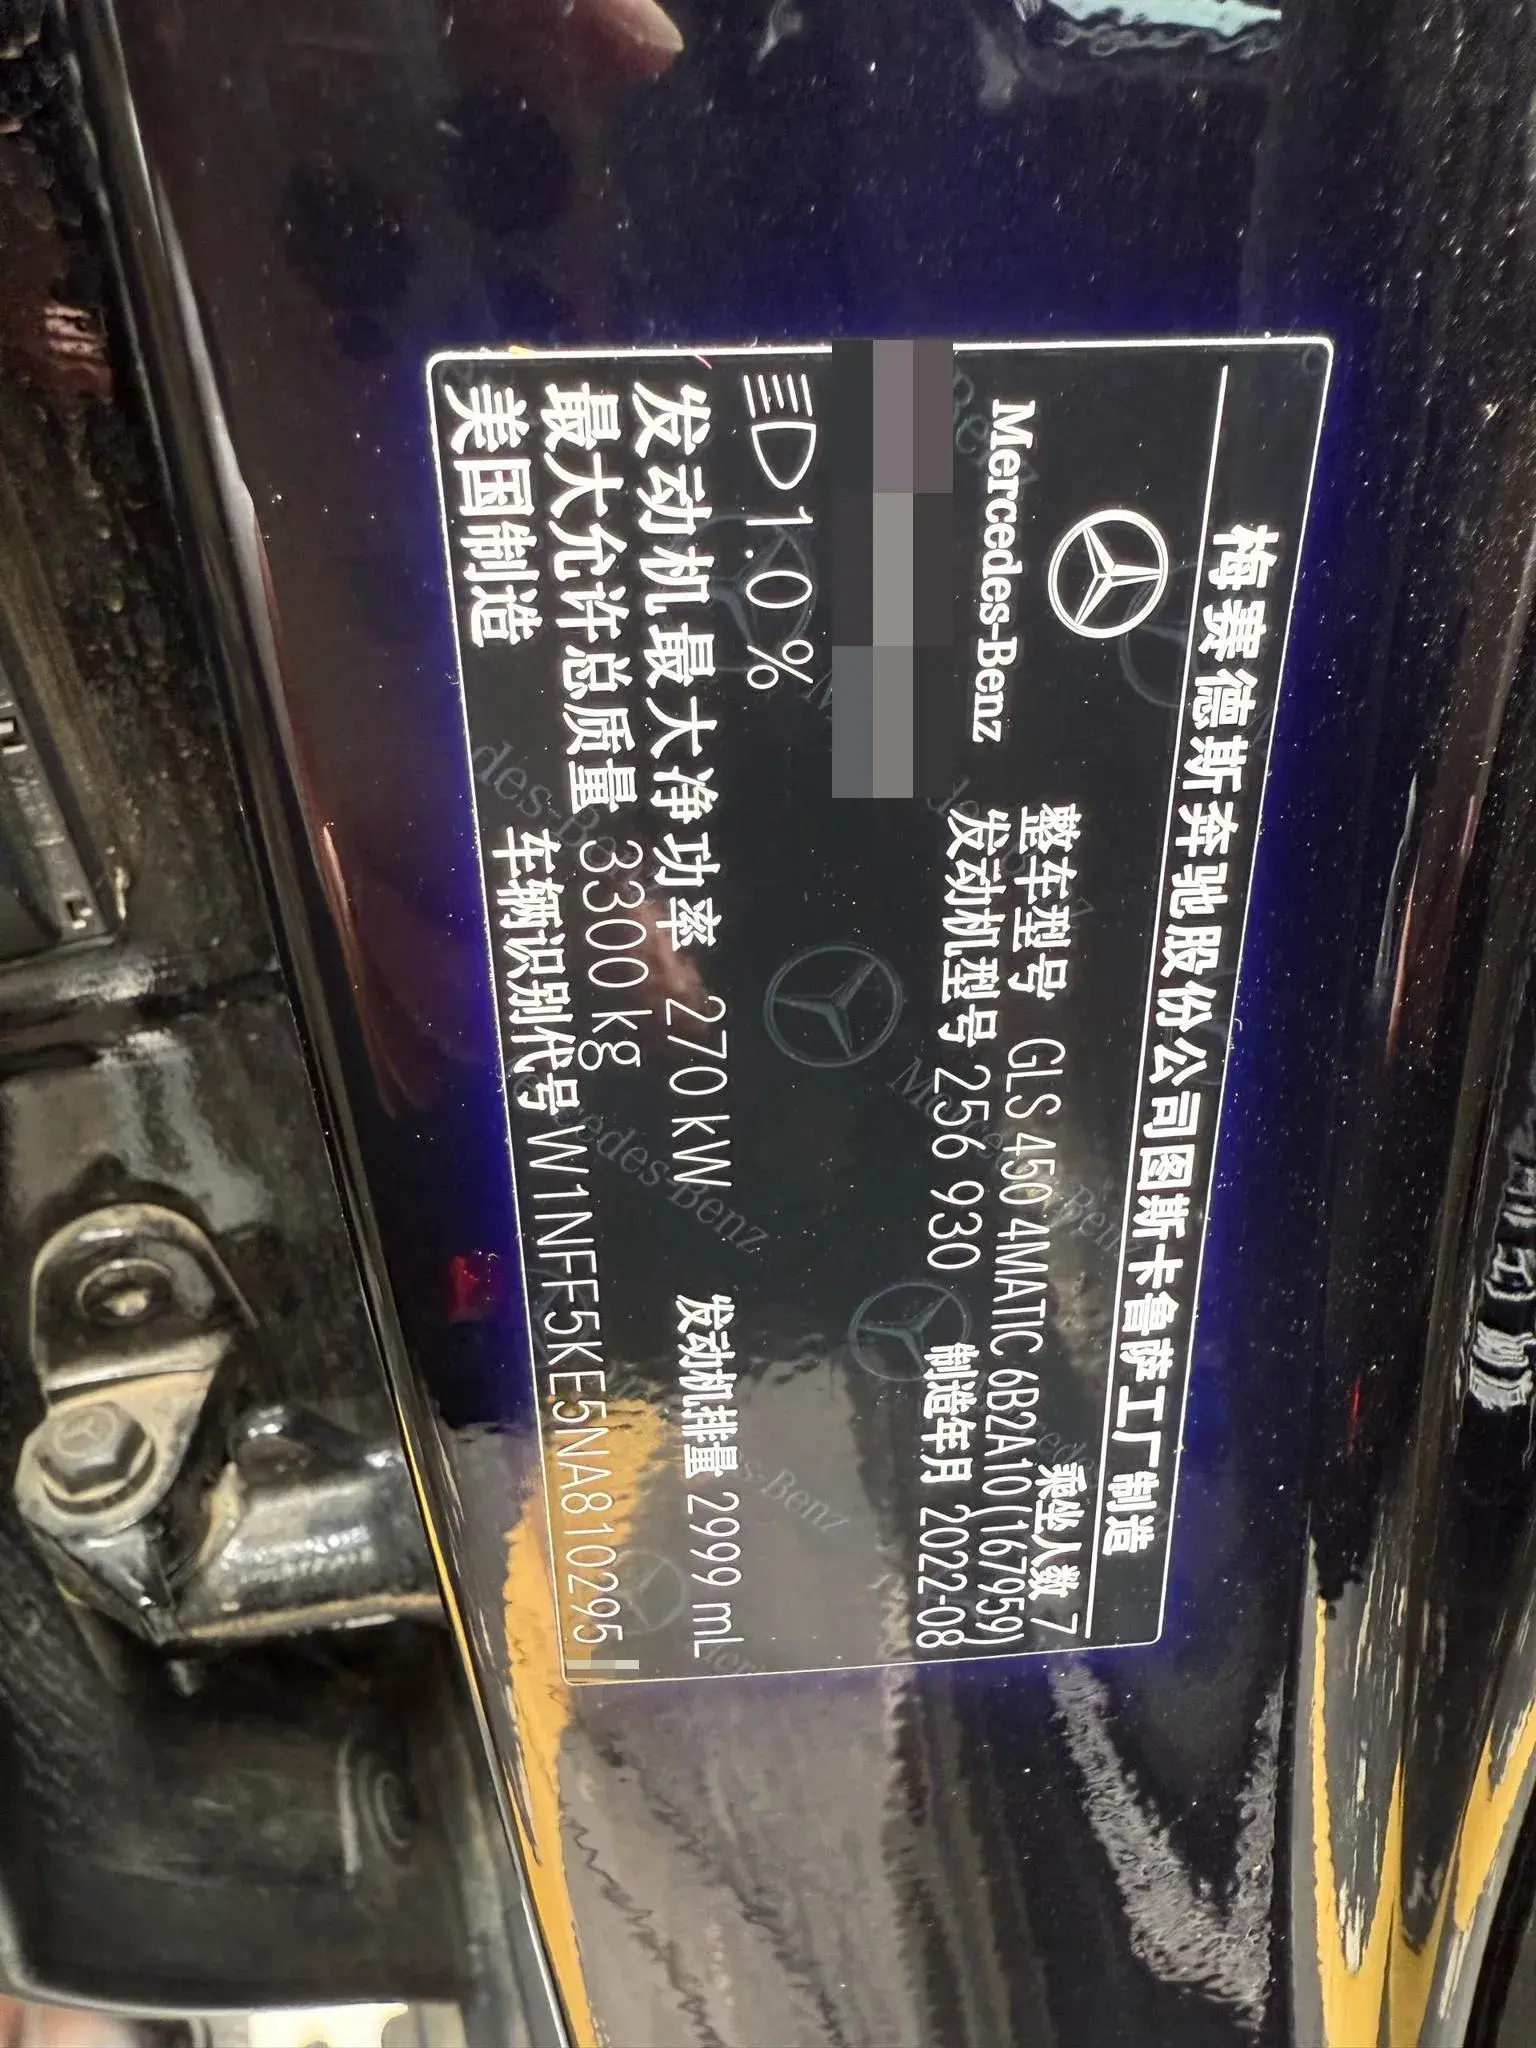 梅赛德斯奔驰股份公司图斯卡鲁萨工厂制造
乘坐人数 7
Mercedes-Benz
整车型号 GLS 450 4MATIC 6B2A10(167959)
发动机型号 256 930 制造年月 2022-08
1.0 %
发动机最大净功率 270 kW 发动机排量 2999 mL
最大允许总质量 3300 kg
美国制造 车辆识别代号 W1NFF5KE5NA810295